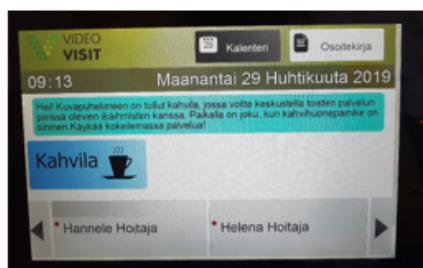 VIDEO
VISIT
Kalenteri
Osoitekirja
09:13
Maanantai 29 Huhtikuuta 2019
Hei! Kuvapuhelimeen on tullut kahvila, jossa voitte keskustella toisten palvelun
piirissä olevien ikäihmisten kanssa. Paikalla on joku, kun kahvihuonepainike on
sininen Käykää kokeilemassa palvelua!
Kahvila
* Hannele Hoitaja
* Helena Hoitaja